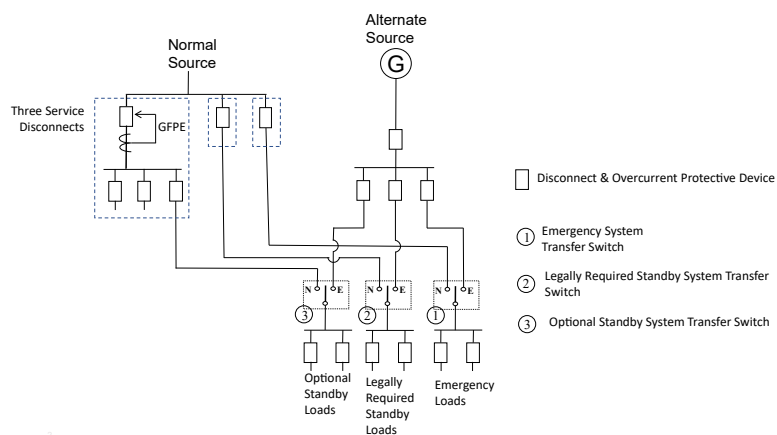 Alternate
Source
G
Normal
Source
Three Service
Disconnects
GFPE
Disconnect & Overcurrent Protective Device
1 Emergency System
Transfer Switch
2 Legally Required Standby System Transfer
Switch
3 Optional Standby System Transfer Switch
N E N E N E
3 2 1
Optional
Standby
Loads
Legally
Required
Standby
Loads
Emergency
Loads